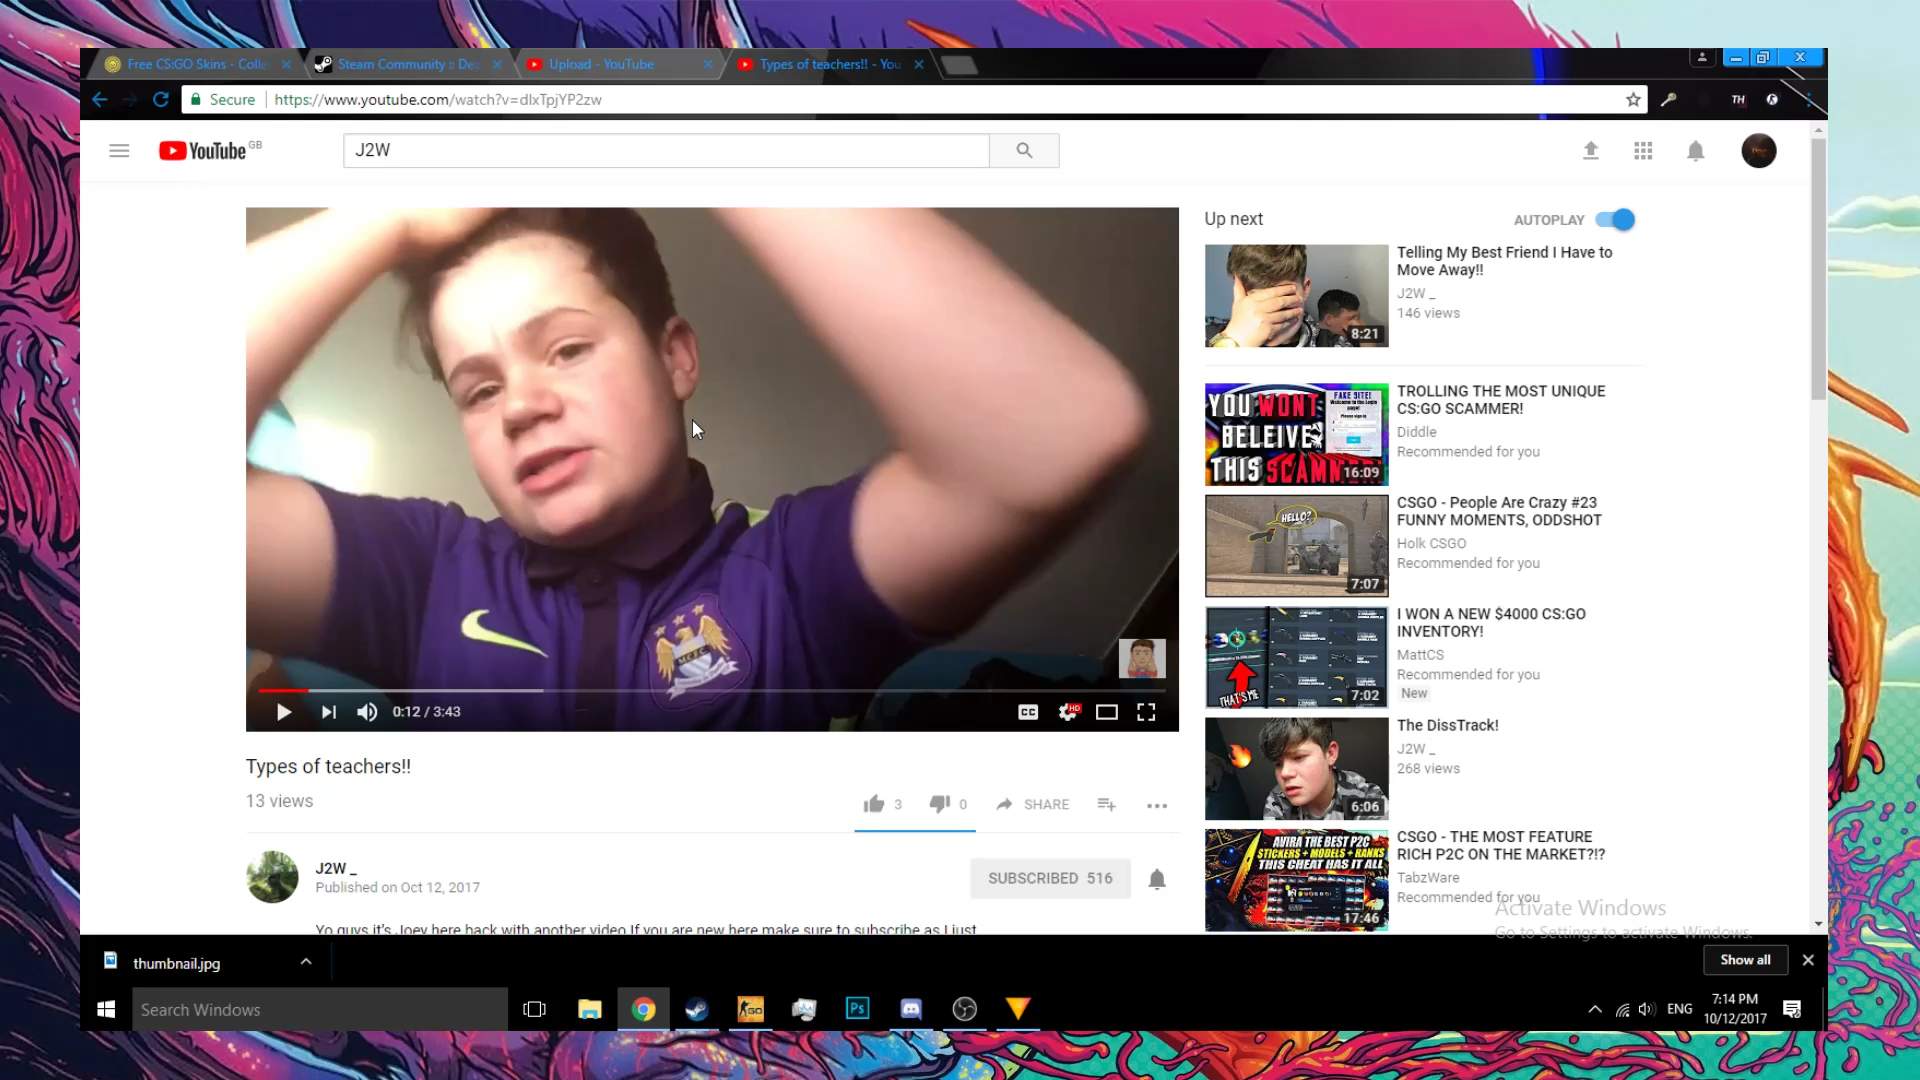 Free CS:GO Skins - Colle
Steam Community :: De
Upload - YouTube
Types of teachers!! - You
Secure
https://www.youtube.com/watch?v=dIxTpjYP2zw
TH
YouTube GB
J2W
Up next
AUTOPLAY
Telling My Best Friend I Have to
Move Away!!
J2W _
146 views
8:21
YOU WONT
BELEIVE
THIS SCAMMER
FAKE SITE!
16:09
TROLLING THE MOST UNIQUE
CS:GO SCAMMER!
Diddle
Recommended for you
HELLO?
7:07
CSGO - People Are Crazy #23
FUNNY MOMENTS, ODDSHOT
Holk CSGO
Recommended for you
THAT'S ME
7:02
I WON A NEW $4000 CS:GO
INVENTORY!
MattCS
Recommended for you
New
The DissTrack!
J2W _
268 views
6:06
AVIRA THE BEST P2C
STICKERS + MODELS + RANKS
THIS CHEAT HAS IT ALL
17:46
CSGO - THE MOST FEATURE
RICH P2C ON THE MARKET?!?
TabzWare
Recommended for you
M.C.F.C.
0:12 / 3:43
CC
HD
Types of teachers!!
13 views
3
0
SHARE
J2W _
Published on Oct 12, 2017
SUBSCRIBED 516
Yo guys it's Joey here back with another video If you are new here make sure to subscribe as I just
Activate Windows
Go to Settings to activate Windows.
thumbnail.jpg
Show all
Search Windows
GO
Ps
ENG
7:14 PM
10/12/2017